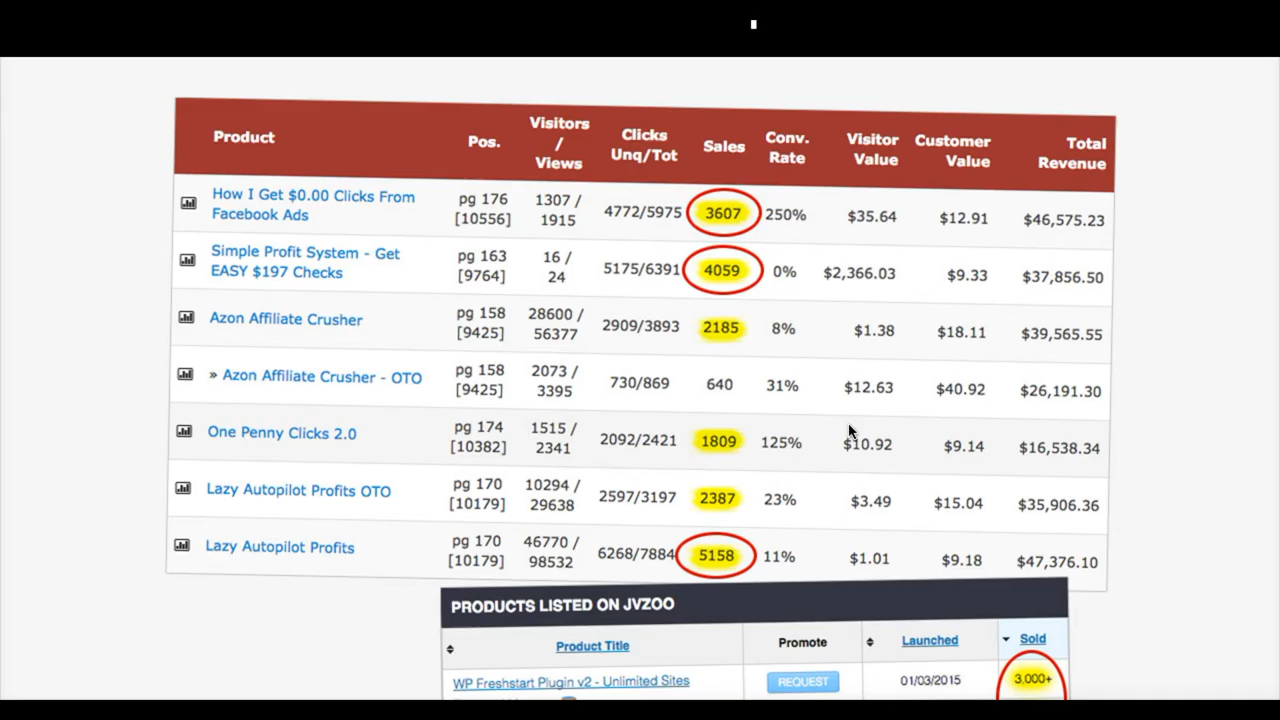 Product Pos. Visitors / Views Clicks Unq/Tot Sales Conv. Rate Visitor Value Customer Value Total Revenue
How I Get $0.00 Clicks From Facebook Ads pg 176 [10556] 1307 / 1915 4772/5975 3607 250% $35.64 $12.91 $46,575.23
Simple Profit System - Get EASY $197 Checks pg 163 [9764] 16 / 24 5175/6391 4059 0% $2,366.03 $9.33 $37,856.50
Azon Affiliate Crusher pg 158 [9425] 28600 / 56377 2909/3893 2185 8% $1.38 $18.11 $39,565.55
» Azon Affiliate Crusher - OTO pg 158 [9425] 2073 / 3395 730/869 640 31% $12.63 $40.92 $26,191.30
One Penny Clicks 2.0 pg 174 [10382] 1515 / 2341 2092/2421 1809 125% $10.92 $9.14 $16,538.34
Lazy Autopilot Profits OTO pg 170 [10179] 10294 / 29638 2597/3197 2387 23% $3.49 $15.04 $35,906.36
Lazy Autopilot Profits pg 170 [10179] 46770 / 98532 6268/7884 5158 11% $1.01 $9.18 $47,376.10
PRODUCTS LISTED ON JVZOO
Product Title Promote Launched Sold
WP Freshstart Plugin v2 - Unlimited Sites REQUEST 01/03/2015 3,000+